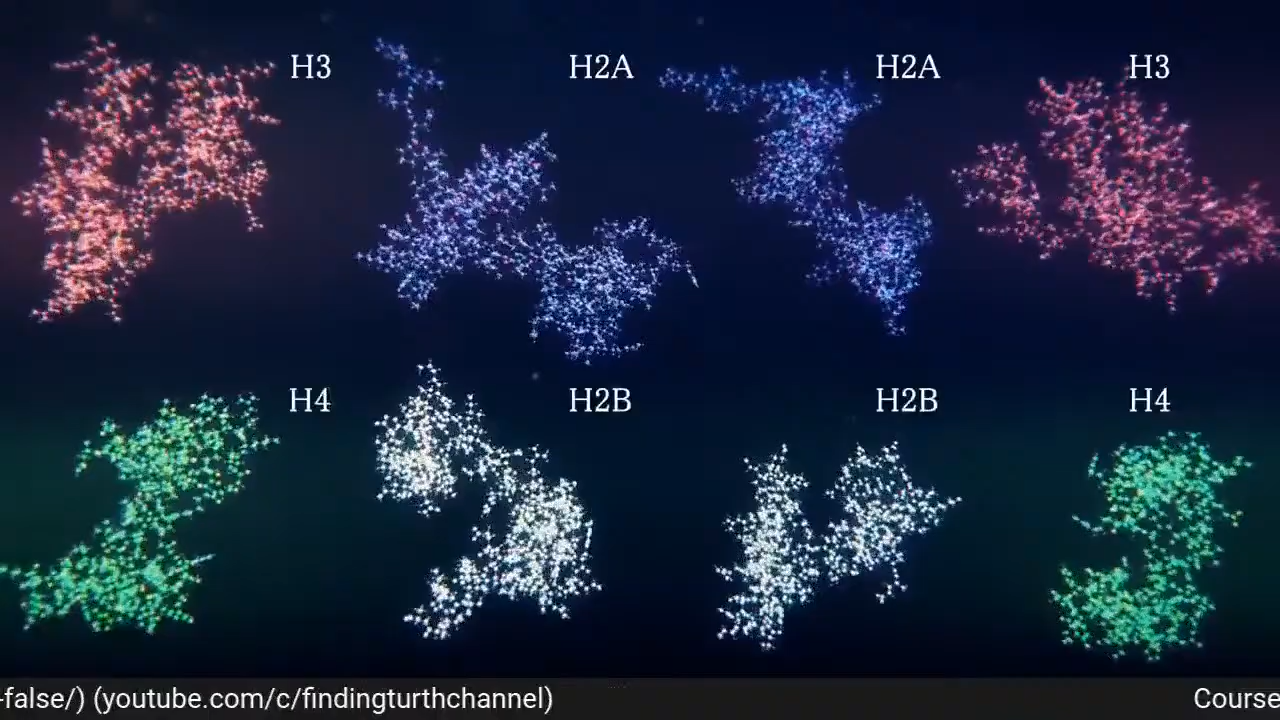 H3 H2A H2A H3
H4 H2B H2B H4
-false/) (youtube.com/c/findingturthchannel) Course